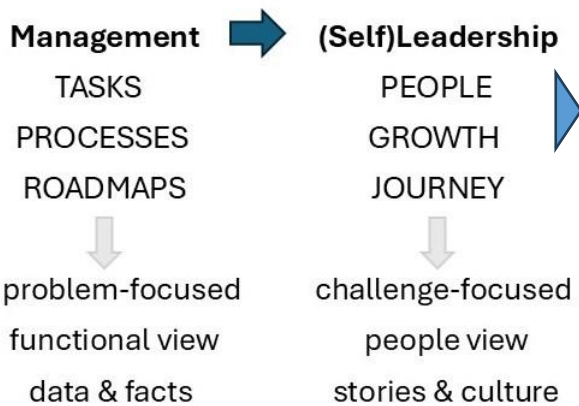 Management (Self)Leadership
TASKS PEOPLE
PROCESSES GROWTH
ROADMAPS JOURNEY
problem-focused challenge-focused
functional view people view
data & facts stories & culture